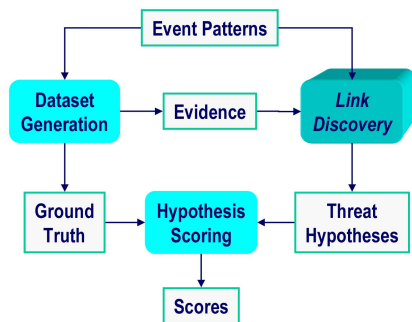 Event Patterns
Dataset
Generation
Evidence
Link
Discovery
Ground
Truth
Hypothesis
Scoring
Threat
Hypotheses
Scores